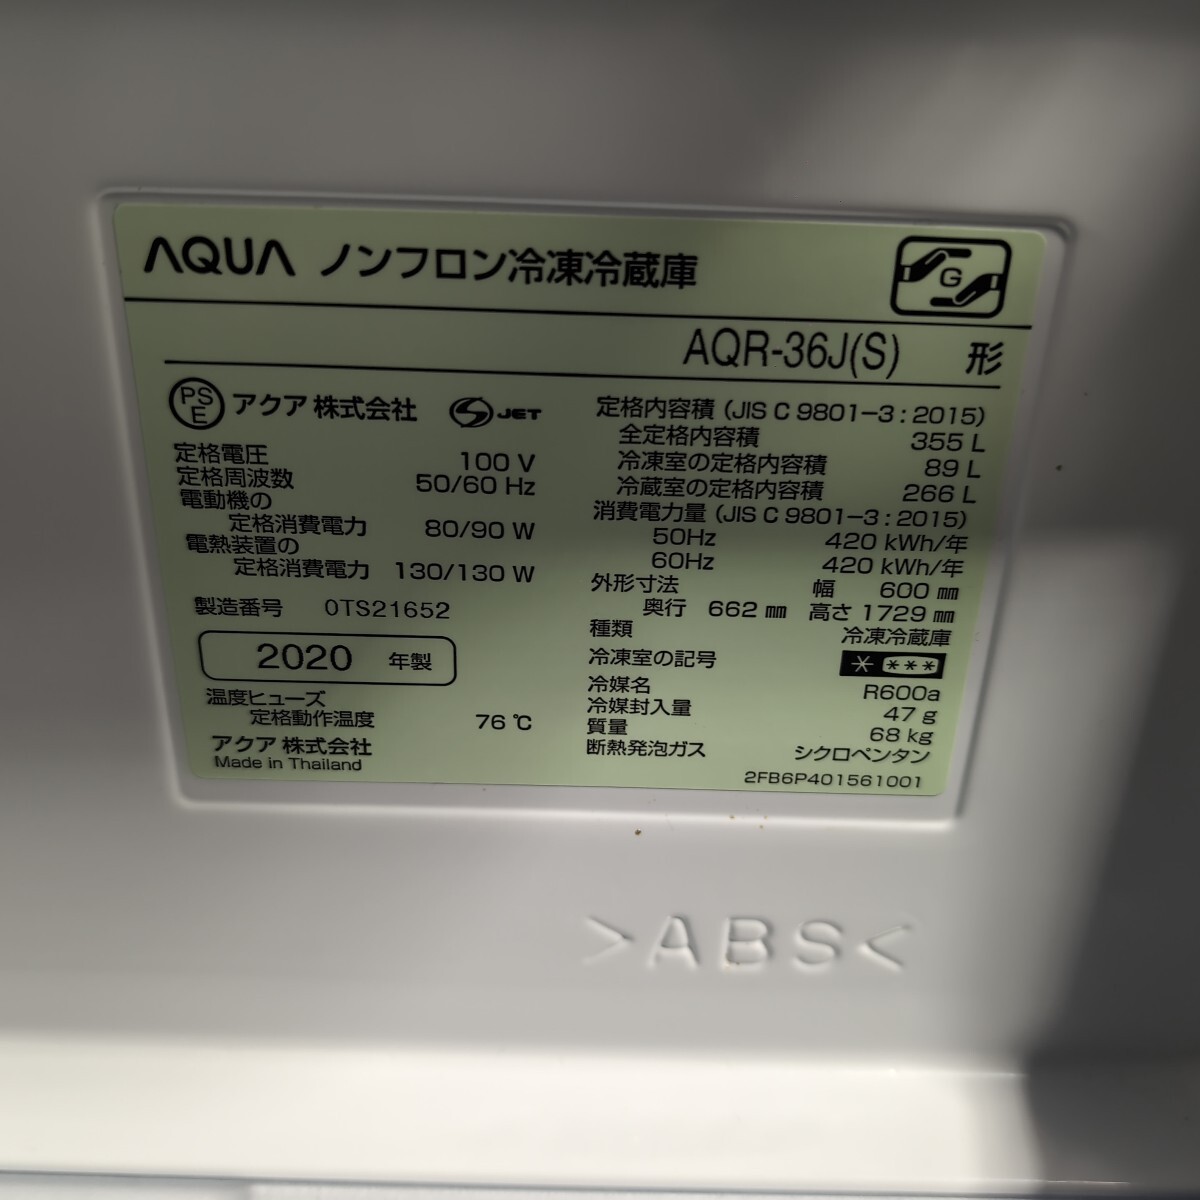 AQUA ノンフロン冷凍冷蔵庫
G
AQR-36J(S) 形
PS E アクア 株式会社 S JET
定格電圧 100 V
定格周波数 50/60 Hz
電動機の
定格消費電力 80/90 W
電熱装置の
定格消費電力 130/130 W
製造番号 0TS21652
2020 年製
温度ヒューズ
定格動作温度 76 ℃
アクア 株式会社
Made in Thailand
定格内容積 (JIS C 9801-3 : 2015)
全定格内容積 355 L
冷凍室の定格内容積 89 L
冷蔵室の定格内容積 266 L
消費電力量 (JIS C 9801-3 : 2015)
50Hz 420 kWh/年
60Hz 420 kWh/年
外形寸法 幅 600 ㎜
奥行 662 ㎜ 高さ 1729 ㎜
種類 冷凍冷蔵庫
冷凍室の記号 * ***
冷媒名 R600a
冷媒封入量 47 g
質量 68 kg
断熱発泡ガス シクロペンタン
2FB6P401561001
>ABS<